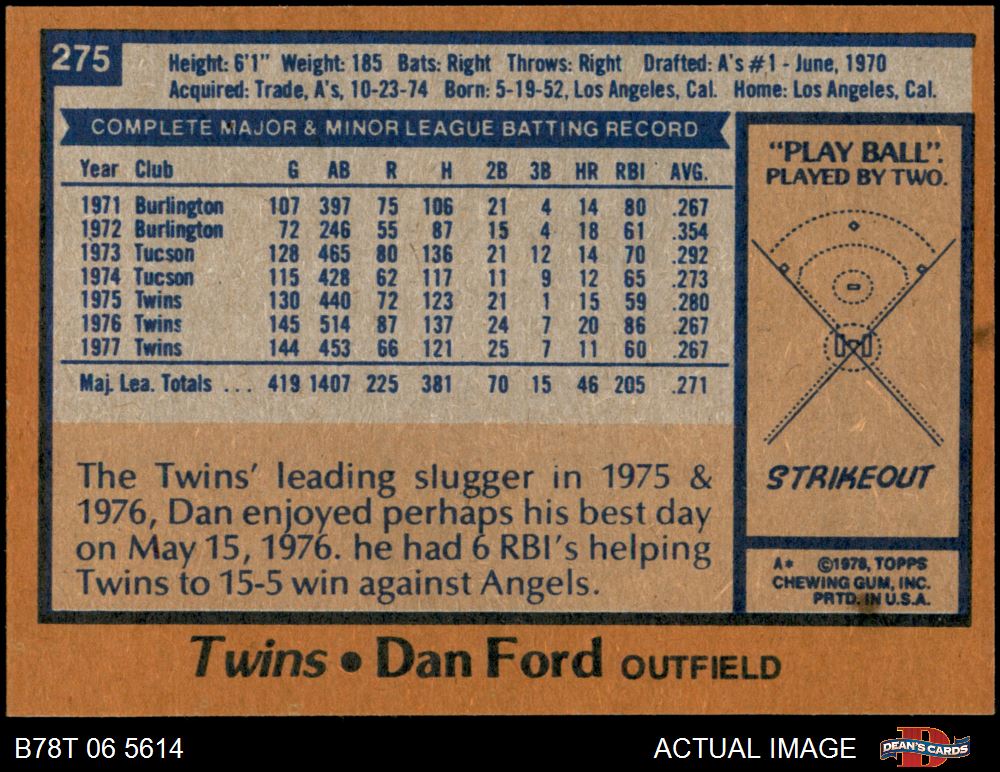 275
Height: 6'1" Weight: 185 Bats: Right Throws: Right Drafted: A's #1 - June, 1970
Acquired: Trade, A's, 10-23-74 Born: 5-19-52, Los Angeles, Cal. Home: Los Angeles, Cal.
COMPLETE MAJOR & MINOR LEAGUE BATTING RECORD
Year Club G AB R H 2B 3B HR RBI AVG.
1971 Burlington 107 397 75 106 21 4 14 80 .267
1972 Burlington 72 246 55 87 15 4 18 61 .354
1973 Tucson 128 465 80 136 21 12 14 70 .292
1974 Tucson 115 428 62 117 11 9 12 65 .273
1975 Twins 130 440 72 123 21 1 15 59 .280
1976 Twins 145 514 87 137 24 7 20 86 .267
1977 Twins 144 453 66 121 25 7 11 60 .267
Maj. Lea. Totals ... 419 1407 225 381 70 15 46 205 .271
The Twins' leading slugger in 1975 &
1976, Dan enjoyed perhaps his best day
on May 15, 1976. he had 6 RBI's helping
Twins to 15-5 win against Angels.
"PLAY BALL".
PLAYED BY TWO.
STRIKEOUT
A* ©1978, TOPPS
CHEWING GUM, INC.
PRTD. IN U.S.A.
Twins • Dan Ford OUTFIELD
B78T 06 5614
ACTUAL IMAGE
D
DEAN'S CARDS